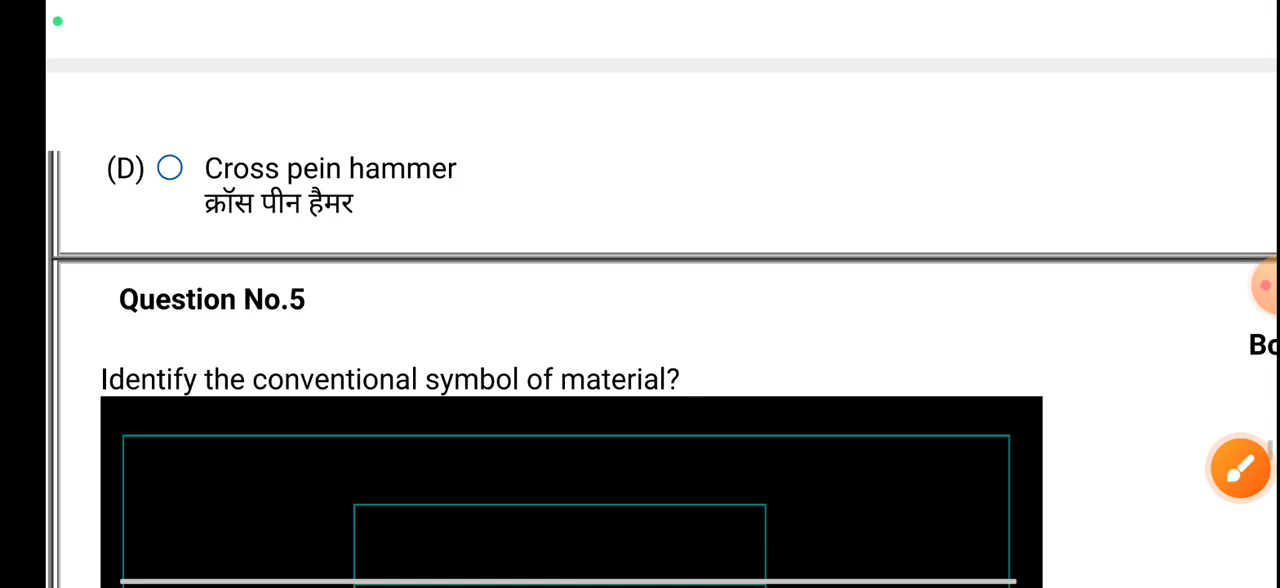 (D) Cross pein hammer
क्रॉस पीन हैमर
Question No.5
Identify the conventional symbol of material?